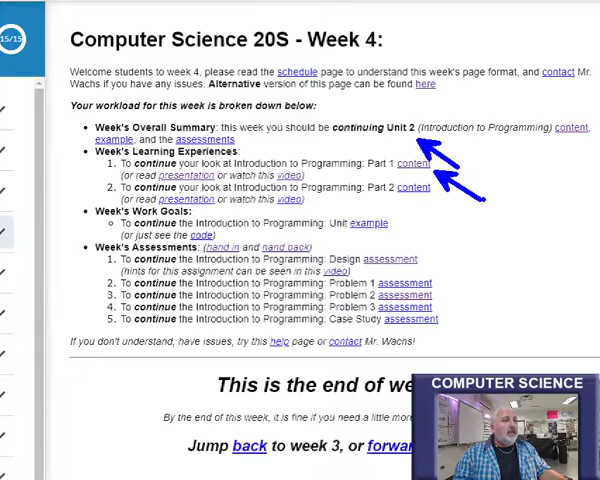 15/15
Computer Science 20S - Week 4:
Welcome students to week 4, please read the schedule page to understand this week's page format, and contact Mr.
Wachs if you have any issues. Alternative version of this page can be found here
Your workload for this week is broken down below:
• Week's Overall Summary: this week you should be continuing Unit 2 (Introduction to Programming) content,
example, and the assessments
• Week's Learning Experiences:
1. To continue your look at Introduction to Programming: Part 1 content
(or read presentation or watch this video)
2. To continue your look at Introduction to Programming: Part 2 content
(or read presentation or watch this video)
• Week's Work Goals:
○ To continue the Introduction to Programming: Unit example
(or just see the code)
• Week's Assessments: (hand in and hand back)
1. To continue the Introduction to Programming: Design assessment
(hints for this assignment can be seen in this video)
2. To continue the Introduction to Programming: Problem 1 assessment
3. To continue the Introduction to Programming: Problem 2 assessment
4. To continue the Introduction to Programming: Problem 3 assessment
5. To continue the Introduction to Programming: Case Study assessment
If you don't understand, have issues, try this help page or contact Mr. Wachs!
This is the end of we
By the end of this week, it is fine if you need a little more
Jump back to week 3, or forwar
COMPUTER SCIENCE